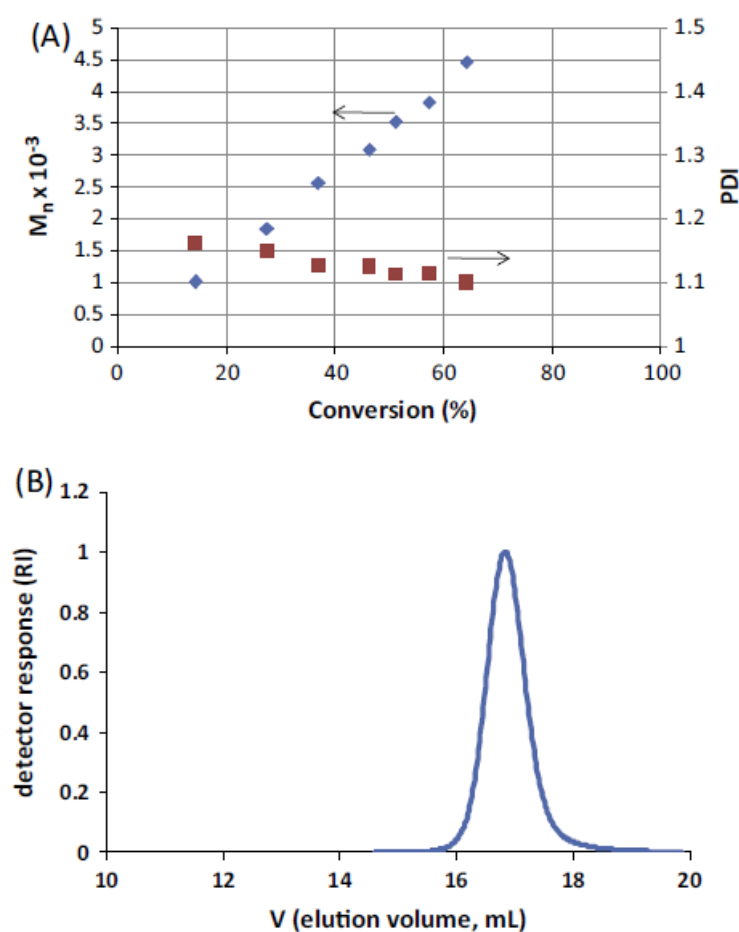 (A)
5
4.5
4
3.5
3
2.5
2
1.5
1
0.5
0
Mₙ x 10⁻³
1.5
1.4
1.3
1.2
1.1
1
PDI
0 20 40 60 80 100
Conversion (%)
(B)
1.2
1
0.8
0.6
0.4
0.2
0
detector response (RI)
10 12 14 16 18 20
V (elution volume, mL)